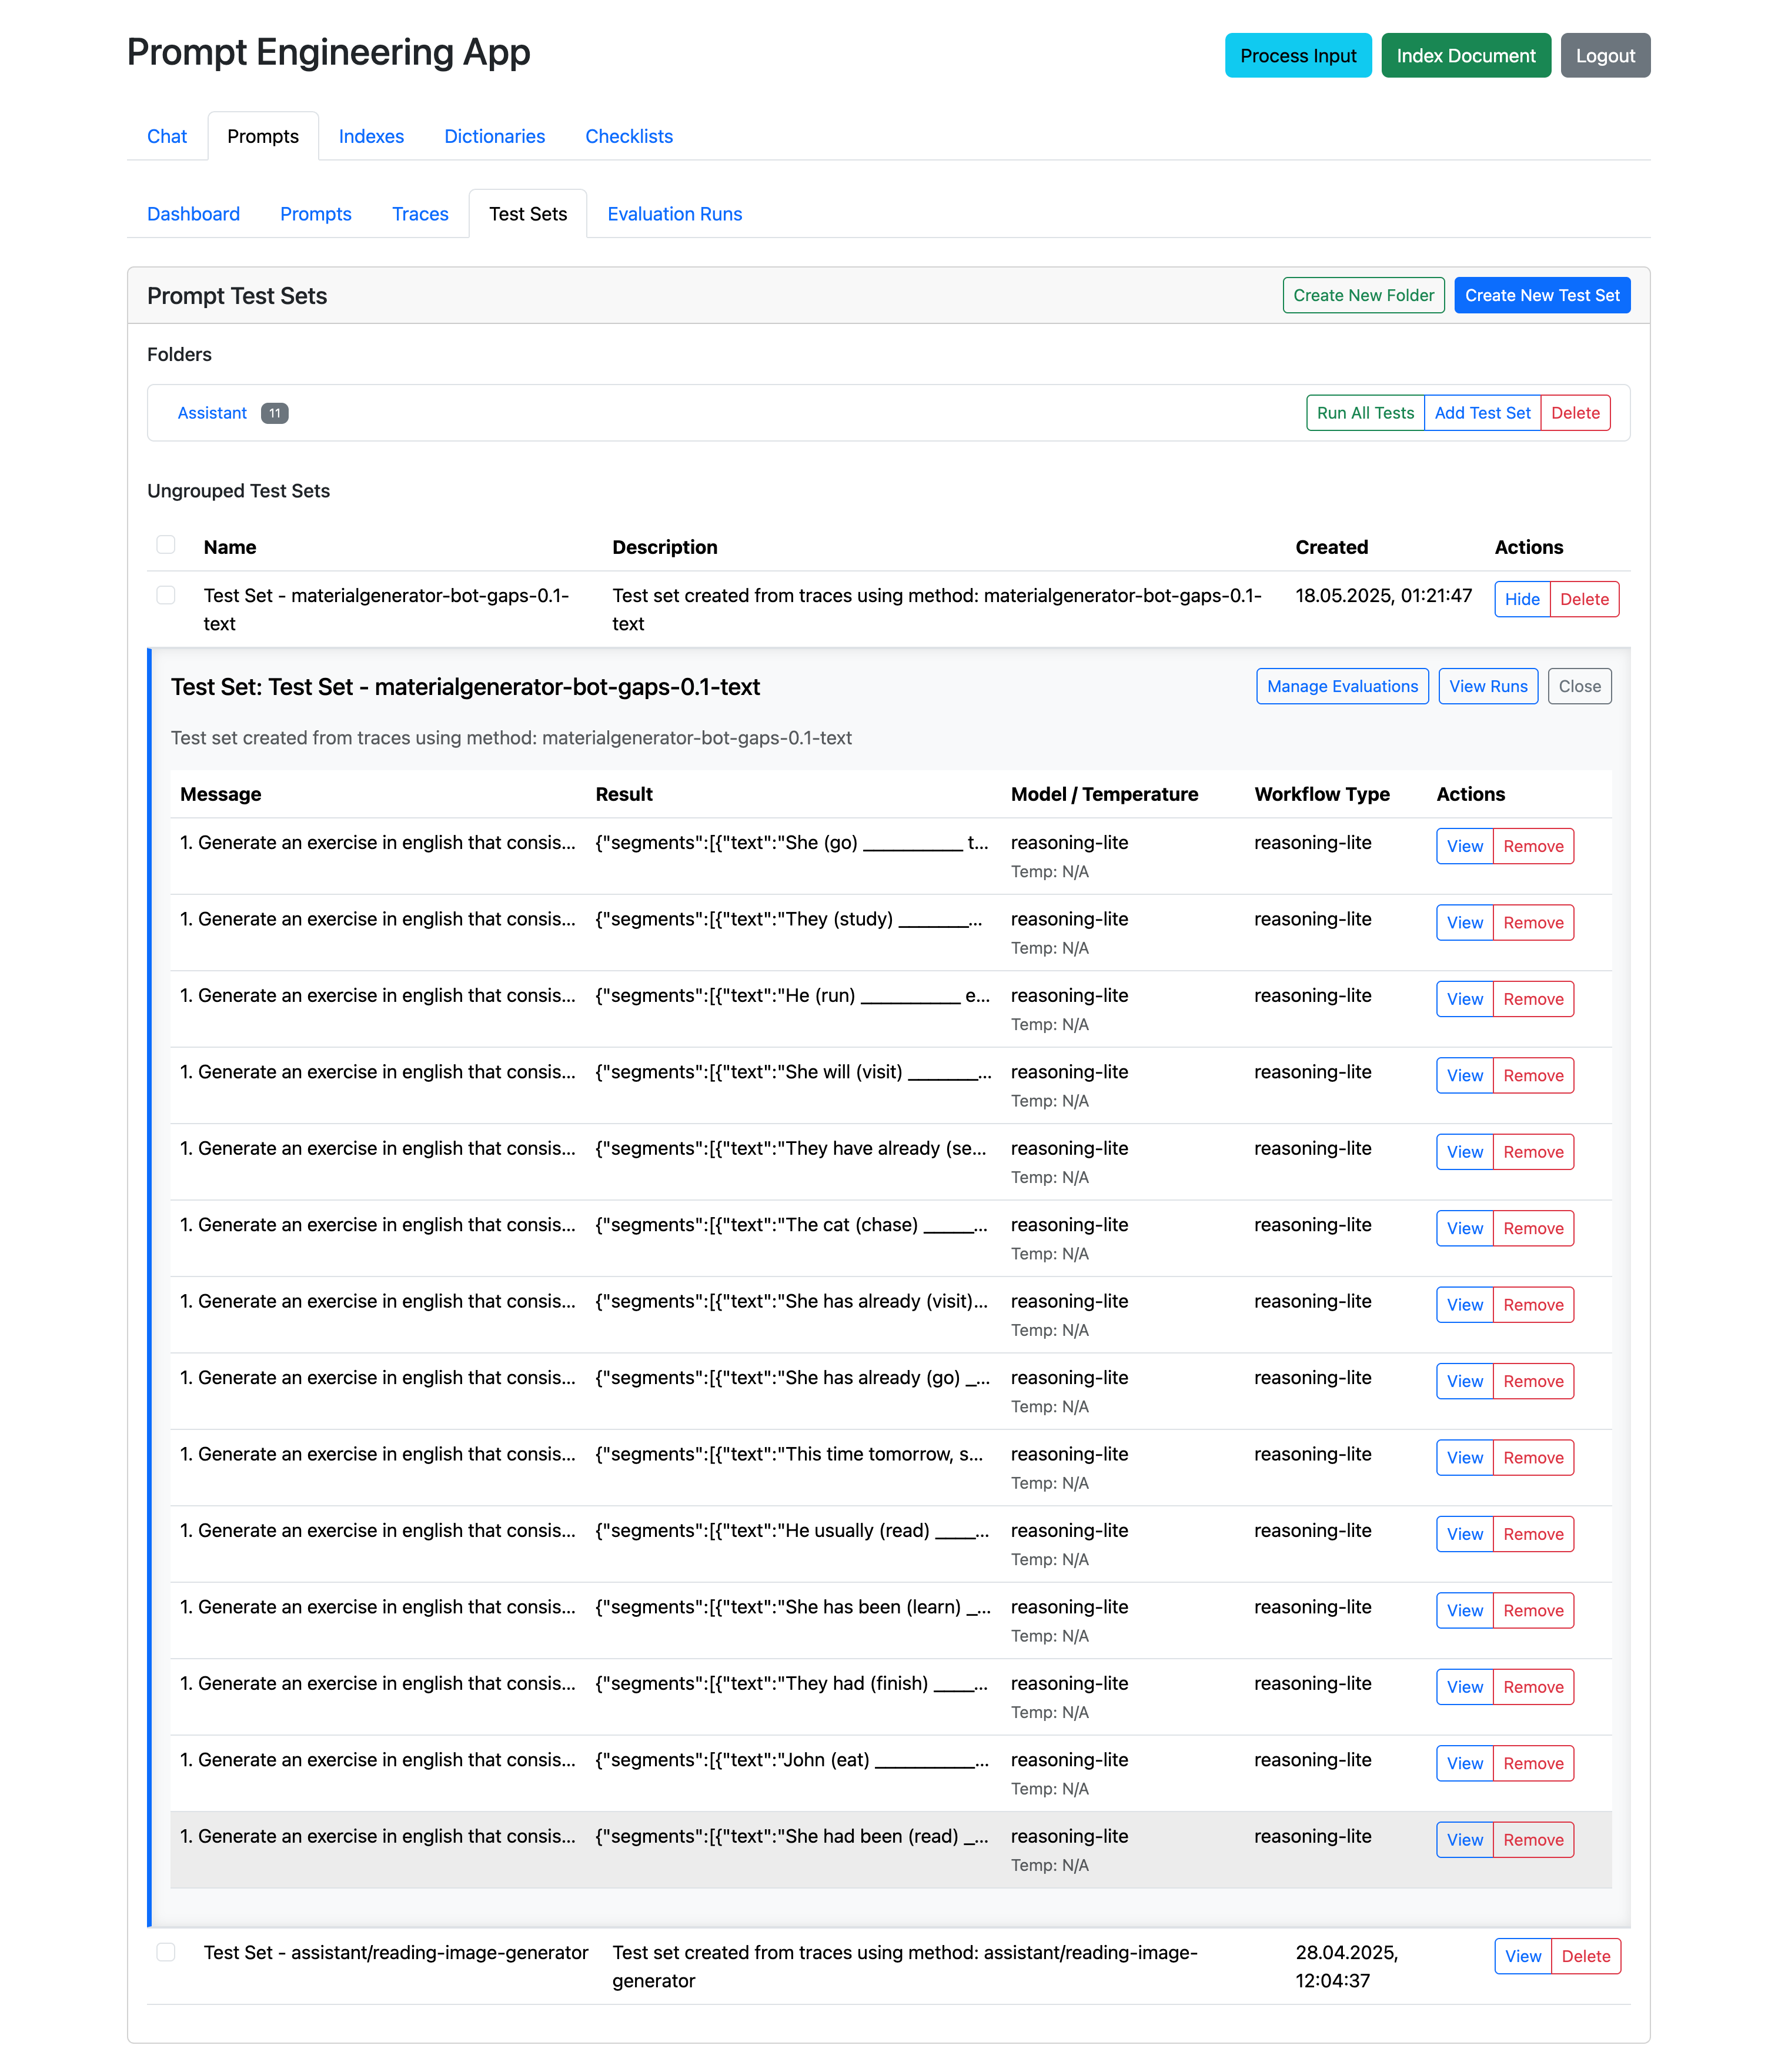 Prompt Engineering App
Process Input
Index Document
Logout
Chat
Prompts
Indexes
Dictionaries
Checklists
Dashboard
Prompts
Traces
Test Sets
Evaluation Runs
Prompt Test Sets
Create New Folder
Create New Test Set
Folders
Assistant 11
Run All Tests
Add Test Set
Delete
Ungrouped Test Sets
Name Description Created Actions
Test Set - materialgenerator-bot-gaps-0.1-
text
Test set created from traces using method: materialgenerator-bot-gaps-0.1-
text
18.05.2025, 01:21:47
Hide Delete
Test Set: Test Set - materialgenerator-bot-gaps-0.1-text
Manage Evaluations
View Runs
Close
Test set created from traces using method: materialgenerator-bot-gaps-0.1-text
Message Result Model / Temperature Workflow Type Actions
1. Generate an exercise in english that consis... {"segments":[{"text":"She (go) __________ t... reasoning-lite reasoning-lite View Remove
Temp: N/A
1. Generate an exercise in english that consis... {"segments":[{"text":"They (study) _______... reasoning-lite reasoning-lite View Remove
Temp: N/A
1. Generate an exercise in english that consis... {"segments":[{"text":"He (run) __________ e... reasoning-lite reasoning-lite View Remove
Temp: N/A
1. Generate an exercise in english that consis... {"segments":[{"text":"She will (visit) _______... reasoning-lite reasoning-lite View Remove
Temp: N/A
1. Generate an exercise in english that consis... {"segments":[{"text":"They have already (se... reasoning-lite reasoning-lite View Remove
Temp: N/A
1. Generate an exercise in english that consis... {"segments":[{"text":"The cat (chase) _____... reasoning-lite reasoning-lite View Remove
Temp: N/A
1. Generate an exercise in english that consis... {"segments":[{"text":"She has already (visit)... reasoning-lite reasoning-lite View Remove
Temp: N/A
1. Generate an exercise in english that consis... {"segments":[{"text":"She has already (go) _... reasoning-lite reasoning-lite View Remove
Temp: N/A
1. Generate an exercise in english that consis... {"segments":[{"text":"This time tomorrow, s... reasoning-lite reasoning-lite View Remove
Temp: N/A
1. Generate an exercise in english that consis... {"segments":[{"text":"He usually (read) ____... reasoning-lite reasoning-lite View Remove
Temp: N/A
1. Generate an exercise in english that consis... {"segments":[{"text":"She has been (learn) _... reasoning-lite reasoning-lite View Remove
Temp: N/A
1. Generate an exercise in english that consis... {"segments":[{"text":"They had (finish) ____... reasoning-lite reasoning-lite View Remove
Temp: N/A
1. Generate an exercise in english that consis... {"segments":[{"text":"John (eat) __________... reasoning-lite reasoning-lite View Remove
Temp: N/A
1. Generate an exercise in english that consis... {"segments":[{"text":"She had been (read) _... reasoning-lite reasoning-lite View Remove
Temp: N/A
Test Set - assistant/reading-image-generator
Test set created from traces using method: assistant/reading-image-
generator
28.04.2025,
12:04:37
View Delete